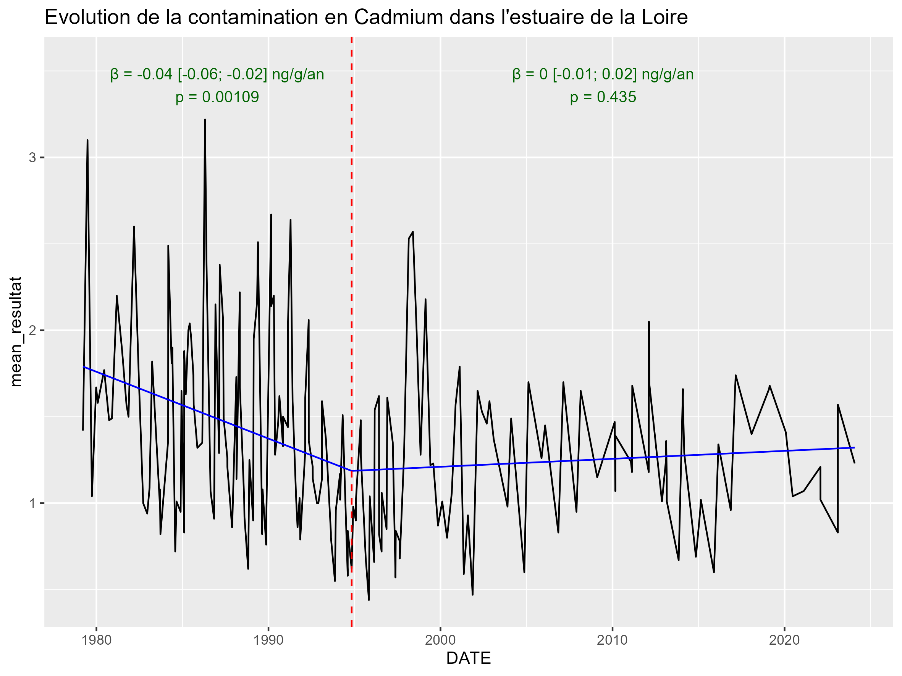 Evolution de la contamination en Cadmium dans l'estuaire de la Loire
β = -0.04 [-0.06; -0.02] ng/g/an
p = 0.00109
β = 0 [-0.01; 0.02] ng/g/an
p = 0.435
mean_resultat
3
2
1
1980
1990
2000
2010
2020
DATE